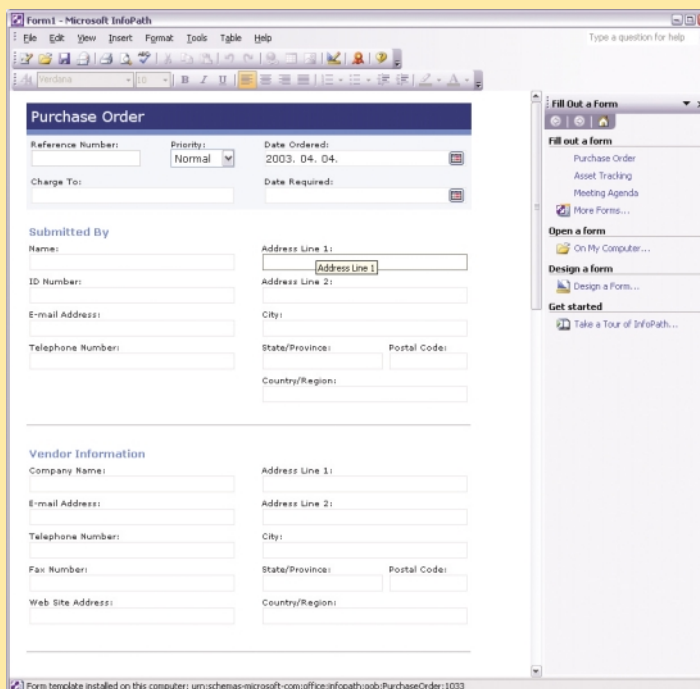 Form1 - Microsoft InfoPath
File Edit View Insert Format Tools Table Help
Type a question for help
Verdana 10 B I U A
Purchase Order
Reference Number: Priority: Date Ordered:
Normal 2003. 04. 04.
Charge To: Date Required:
Submitted By
Name: Address Line 1:
Address Line 1
ID Number: Address Line 2:
E-mail Address: City:
Telephone Number: State/Province: Postal Code:
Country/Region:
Vendor Information
Company Name: Address Line 1:
E-mail Address: Address Line 2:
Telephone Number: City:
Fax Number: State/Province: Postal Code:
Web Site Address: Country/Region:
Fill Out a Form
Fill out a form
Purchase Order
Asset Tracking
Meeting Agenda
More Forms...
Open a form
On My Computer...
Design a form
Design a Form...
Get started
Take a Tour of InfoPath...
Form template installed on this computer: urn:schemas-microsoft-com:office:infopath:oob:PurchaseOrder:1033